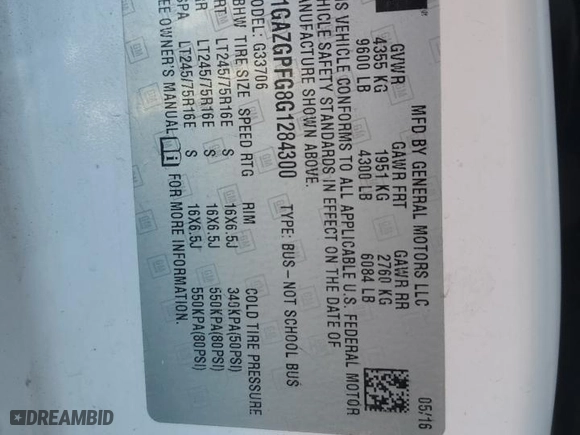 MFD BY GENERAL MOTORS LLC 05/16
GVWR GAWR FRT GAWR RR
4355 KG 1951 KG 2760 KG
9600 LB 4300 LB 6084 LB
IS VEHICLE CONFORMS TO ALL APPLICABLE U.S. FEDERAL MOTOR
HICLE SAFETY STANDARDS IN EFFECT ON THE DATE OF
ANUFACTURE SHOWN ABOVE.
1GAZGPFG8G1284300 TYPE: BUS – NOT SCHOOL BUS
MODEL: G33706
BHW TIRE SIZE SPEED RTG RIM COLD TIRE PRESSURE
RT LT245/75R16E S 16X6.5J 340KPA(50PSI)
R LT245/75R16E S 16X6.5J 550KPA(80PSI)
SPA LT245/75R16E S 16X6.5J 550KPA(80PSI)
EE OWNER'S MANUAL FOR MORE INFORMATION.
DREAMBID